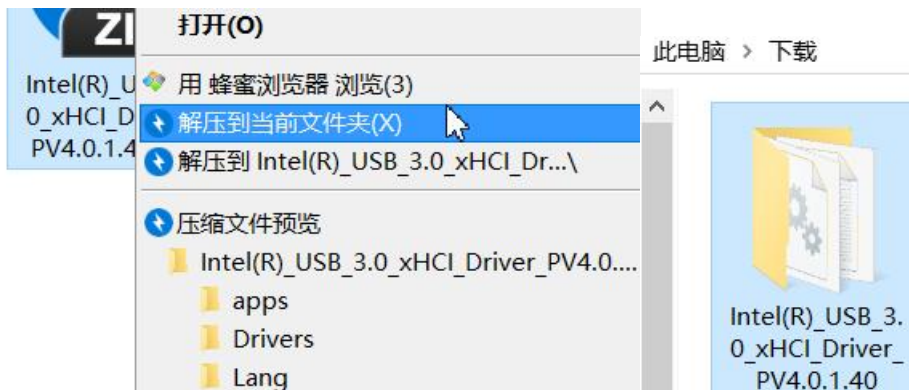 ZI
打开(O)
Intel(R)_U
0_xHCI_D
PV4.0.1.4
用 蜂蜜浏览器 浏览(3)
解压到当前文件夹(X)
解压到 Intel(R)_USB_3.0_xHCI_Dr...\
压缩文件预览
Intel(R)_USB_3.0_xHCI_Driver_PV4.0....
apps
Drivers
Lang
此电脑 › 下载
Intel(R)_USB_3.
0_xHCI_Driver_
PV4.0.1.40